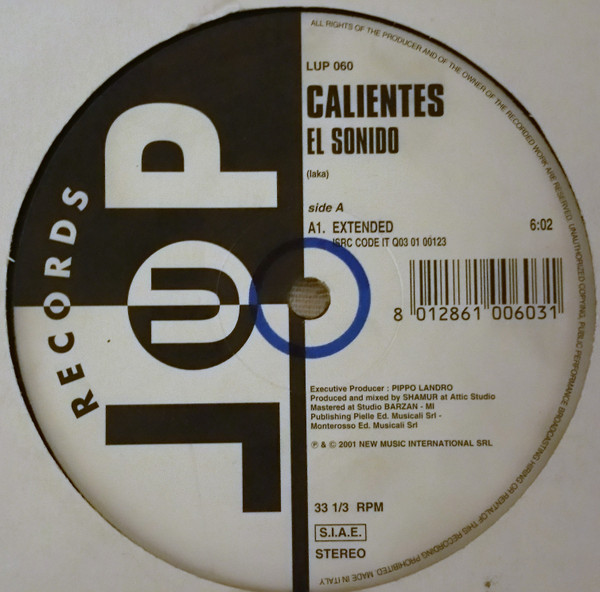 ALL RIGHTS OF THE PRODUCER AND OF THE OWNER OF THE RECORDED WORK ARE RESERVED. UNAUTHORIZED COPYING, PUBLIC PERFORMANCE BROADCASTING HIRING OR RENTAL OF THIS RECORDING PROHIBITED. MADE IN ITALY
LUP
RECORDS
LUP 060
CALIENTES
EL SONIDO
(Iaka)
side A
A1. EXTENDED 6:02
ISRC CODE IT Q03 01 00123
8 012861 006031
Executive Producer : PIPPO LANDRO
Produced and mixed by SHAMUR at Attic Studio
Mastered at Studio BARZAN - MI
Publishing Pielle Ed. Musicali Srl -
Monterosso Ed. Musicali Srl
℗ & © 2001 NEW MUSIC INTERNATIONAL SRL
33 1/3 RPM
S.I.A.E.
STEREO